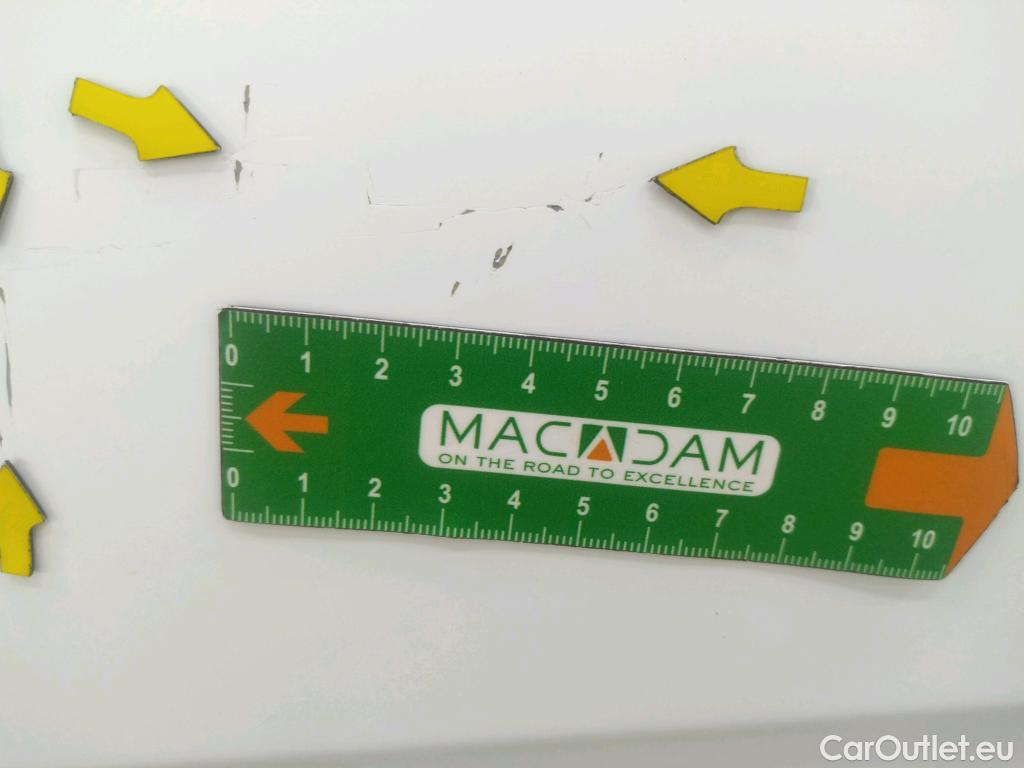 0 1 2 3 4 5 6 7 8 9 10
MACADAM
ON THE ROAD TO EXCELLENCE
0 1 2 3 4 5 6 7 8 9 10
CarOutlet.eu